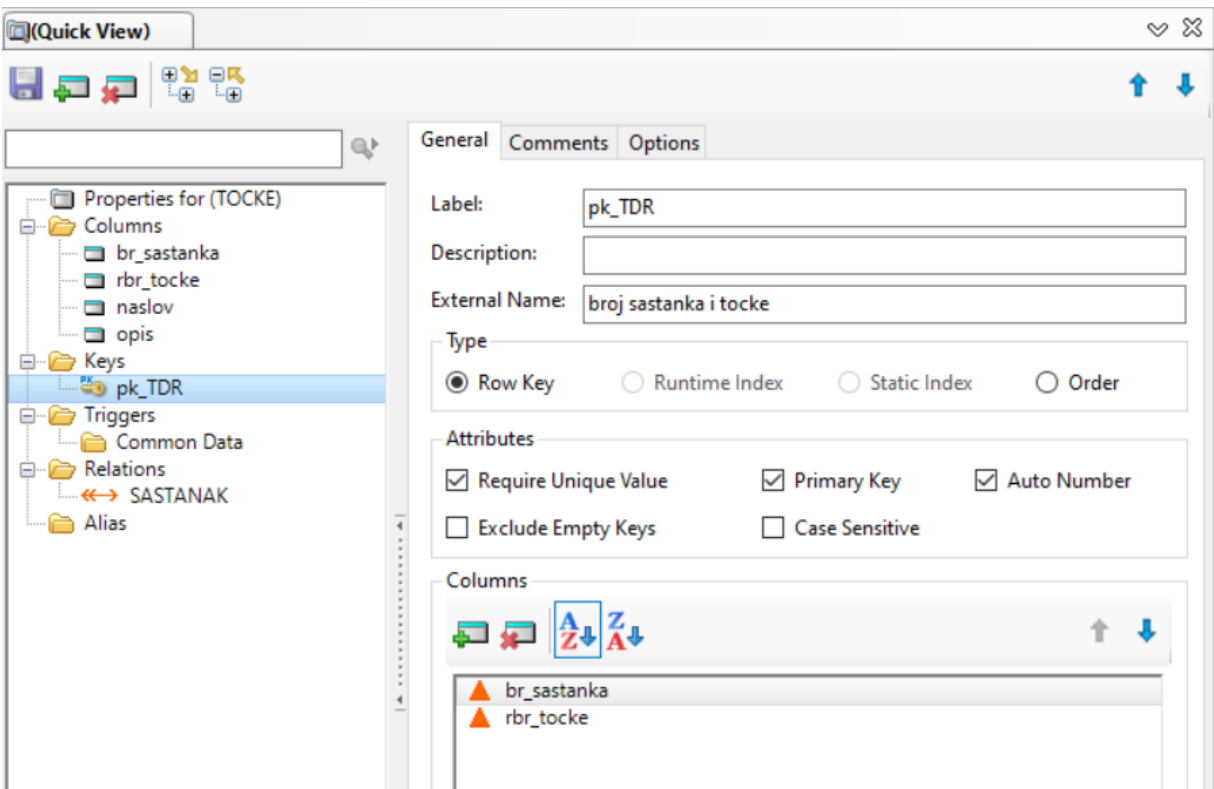 (Quick View)
Properties for (TOCKE)
Columns
br_sastanka
rbr_tocke
naslov
opis
Keys
PK pk_TDR
Triggers
Common Data
Relations
SASTANAK
Alias
General Comments Options
Label: pk_TDR
Description:
External Name: broj sastanka i tocke
Type
Row Key Runtime Index Static Index Order
Attributes
Require Unique Value Primary Key Auto Number
Exclude Empty Keys Case Sensitive
Columns
A Z Z A
br_sastanka
rbr_tocke